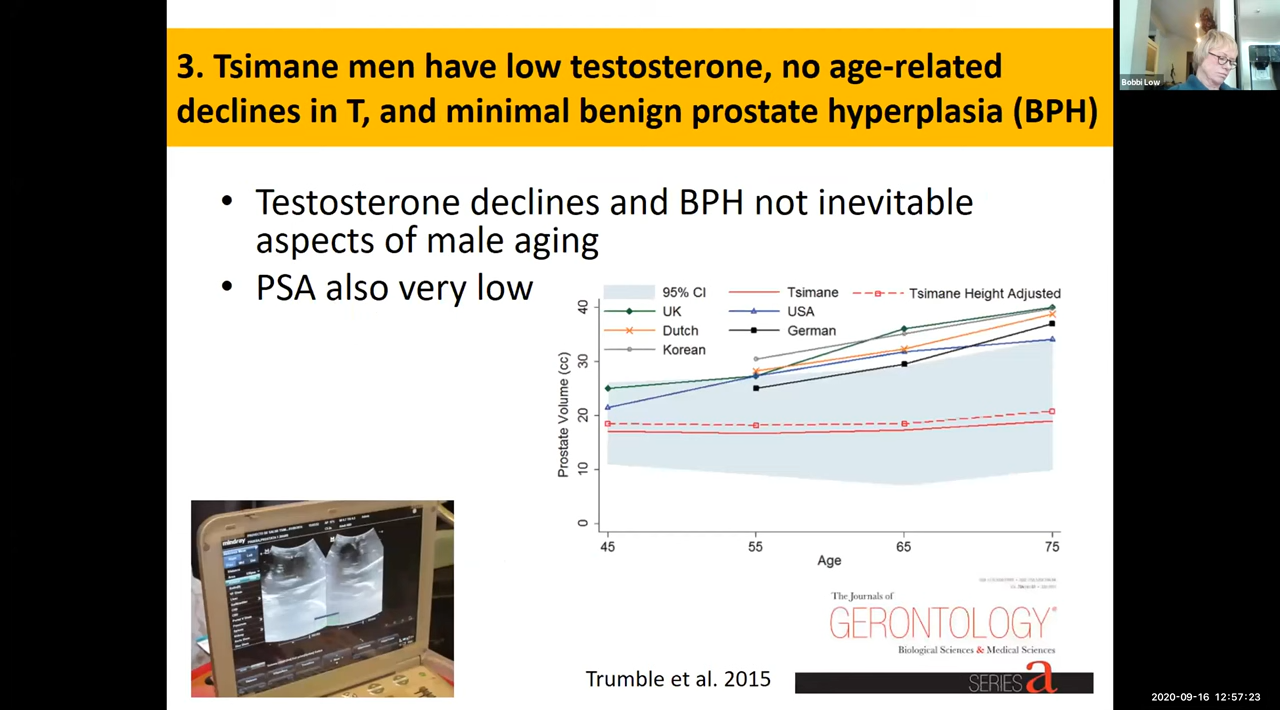 3. Tsimane men have low testosterone, no age-related
declines in T, and minimal benign prostate hyperplasia (BPH)
Bobbi Low
• Testosterone declines and BPH not inevitable
aspects of male aging
• PSA also very low
95% CI
Tsimane
Tsimane Height Adjusted
UK
USA
Dutch
German
Korean
Prostate Volume (cc)
40
30
20
10
0
45
55
65
75
Age
mindray
The Journals of
GERONTOLOGY
Biological Sciences & Medical Sciences
SERIES a
Trumble et al. 2015
2020-09-16 12:57:23